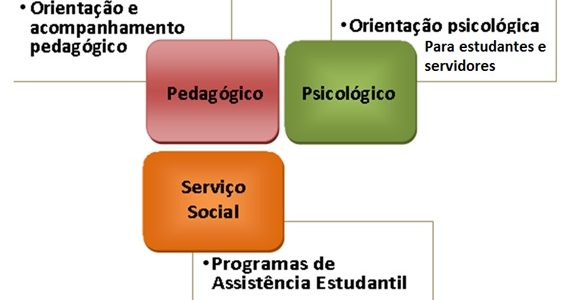 • Orientação e
acompanhamento
pedagógico
• Orientação psicológica
Para estudantes e
servidores
Pedagógico
Psicológico
Serviço
Social
• Programas de
Assistência Estudantil